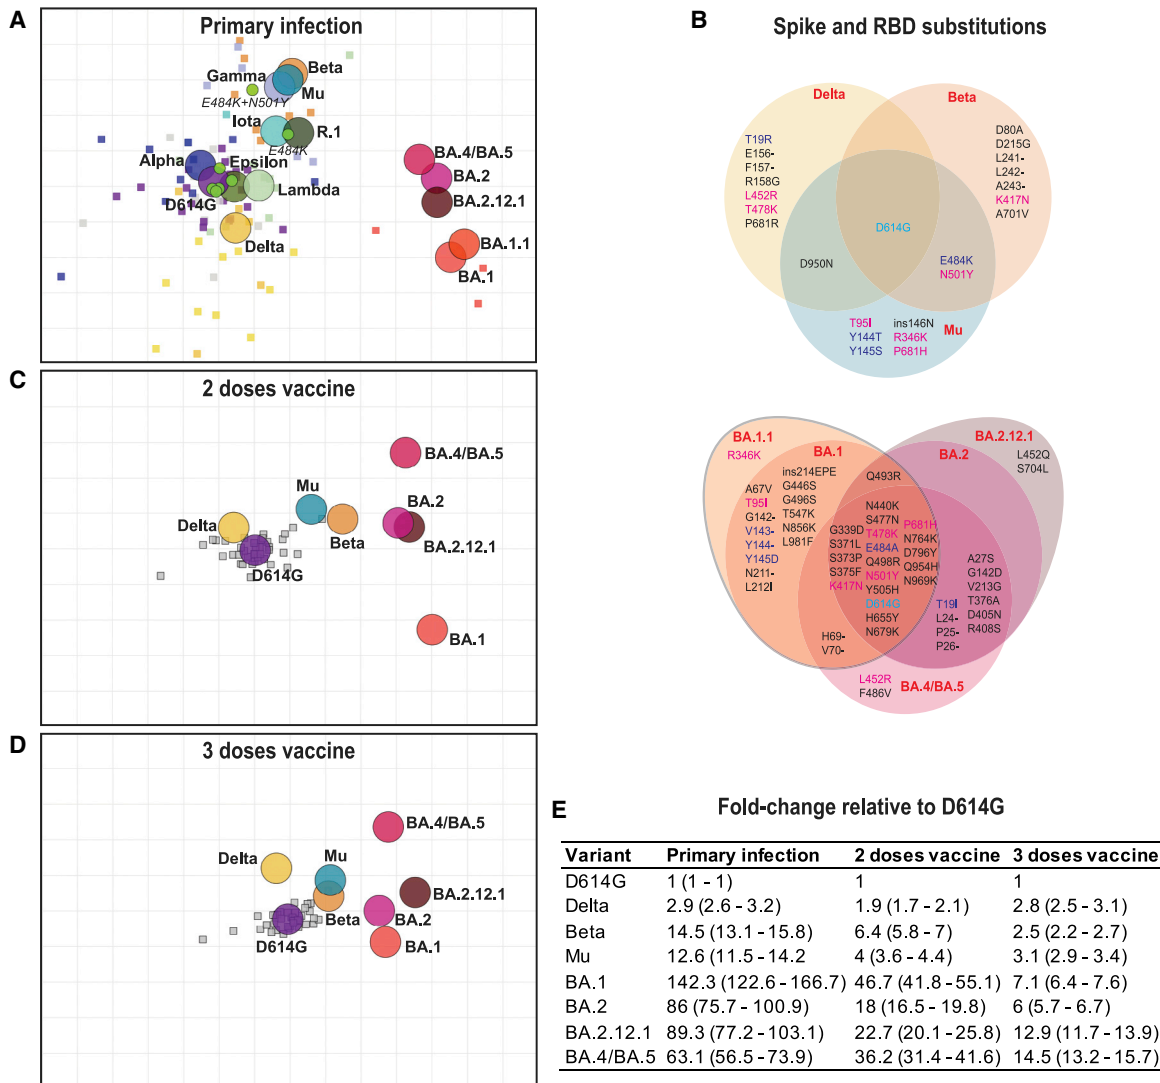 A
Primary infection
Gamma
Beta
Mu
E484K+N501Y
Iota
R.1
E484K
Alpha
Epsilon
Lambda
D614G
Delta
BA.4/BA.5
BA.2
BA.2.12.1
BA.1.1
BA.1
B
Spike and RBD substitutions
Delta
Beta
T19R
E156-
F157-
R158G
L452R
T478K
P681R
D80A
D215G
L241-
L242-
A243-
K417N
A701V
D614G
D950N
E484K
N501Y
T95I
Y144T
Y145S
ins146N
R346K
P681H
Mu
BA.1.1
R346K
BA.1
BA.2
BA.2.12.1
L452Q
S704L
A67V
T95I
G142-
V143-
Y144-
Y145D
N211-
L212I
ins214EPE
G446S
G496S
T547K
N856K
L981F
Q493R
G339D
S371L
S373P
S375F
K417N
N440K
S477N
T478K
E484A
Q498R
N501Y
Y505H
D614G
H655Y
N679K
P681H
N764K
D796Y
Q954H
N969K
A27S
G142D
V213G
T376A
D405N
R408S
T19I
L24-
P25-
P26-
H69-
V70-
L452R
F486V
BA.4/BA.5
C
2 doses vaccine
BA.4/BA.5
Mu
BA.2
Delta
Beta
BA.2.12.1
D614G
BA.1
D
3 doses vaccine
BA.4/BA.5
Delta
Mu
BA.2.12.1
Beta
BA.2
D614G
BA.1
E
Fold-change relative to D614G
Variant Primary infection 2 doses vaccine 3 doses vaccine
D614G 1 (1 - 1) 1 1
Delta 2.9 (2.6 - 3.2) 1.9 (1.7 - 2.1) 2.8 (2.5 - 3.1)
Beta 14.5 (13.1 - 15.8) 6.4 (5.8 - 7) 2.5 (2.2 - 2.7)
Mu 12.6 (11.5 - 14.2 4 (3.6 - 4.4) 3.1 (2.9 - 3.4)
BA.1 142.3 (122.6 - 166.7) 46.7 (41.8 - 55.1) 7.1 (6.4 - 7.6)
BA.2 86 (75.7 - 100.9) 18 (16.5 - 19.8) 6 (5.7 - 6.7)
BA.2.12.1 89.3 (77.2 - 103.1) 22.7 (20.1 - 25.8) 12.9 (11.7 - 13.9)
BA.4/BA.5 63.1 (56.5 - 73.9) 36.2 (31.4 - 41.6) 14.5 (13.2 - 15.7)